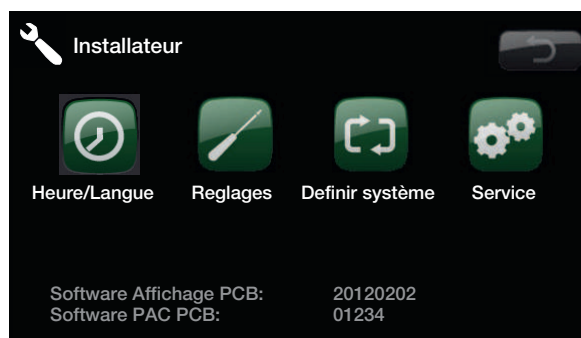 Installateur
Heure/Langue Reglages Definir système Service
Software Affichage PCB: 20120202
Software PAC PCB: 01234